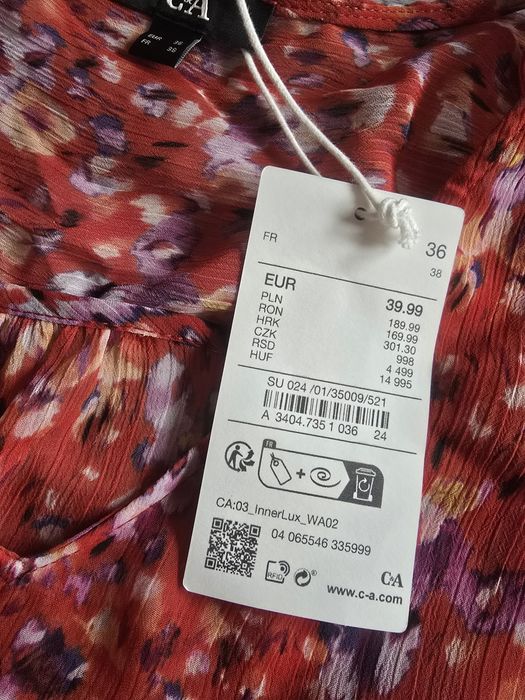 C&A
EUR 36
FR 38
C
36
FR 38
EUR 39.99
PLN 189.99
RON 169.99
HRK 301.30
CZK 998
RSD 4 499
HUF 14 995
SU 024 /01/35009/521
A 3404.735 1 036 24
FR
CA:03_InnerLux_WA02
04 065546 335999
RFID
C&A
www.c-a.com